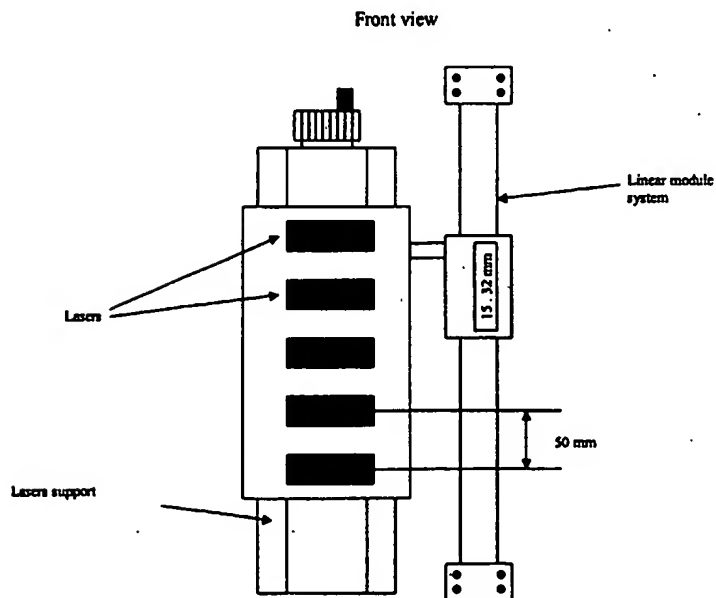 Front view
Linear module
system
15.32 mm
Lasers
50 mm
Lasers support